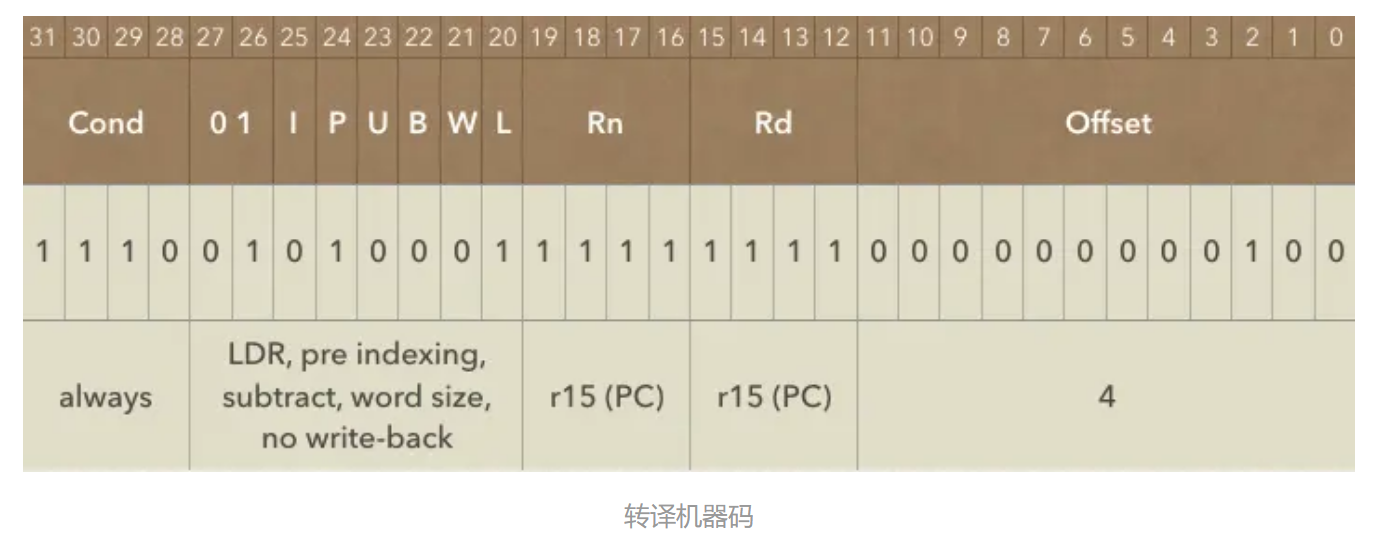 31 30 29 28 27 26 25 24 23 22 21 20 19 18 17 16 15 14 13 12 11 10 9 8 7 6 5 4 3 2 1 0
Cond 0 1 I P U B W L Rn Rd Offset
1 1 1 0 0 1 0 1 0 0 0 1 1 1 1 1 1 1 1 1 0 0 0 0 0 0 0 0 0 1 0 0
always
LDR, pre indexing,
subtract, word size,
no write-back
r15 (PC)
r15 (PC)
4
转译机器码